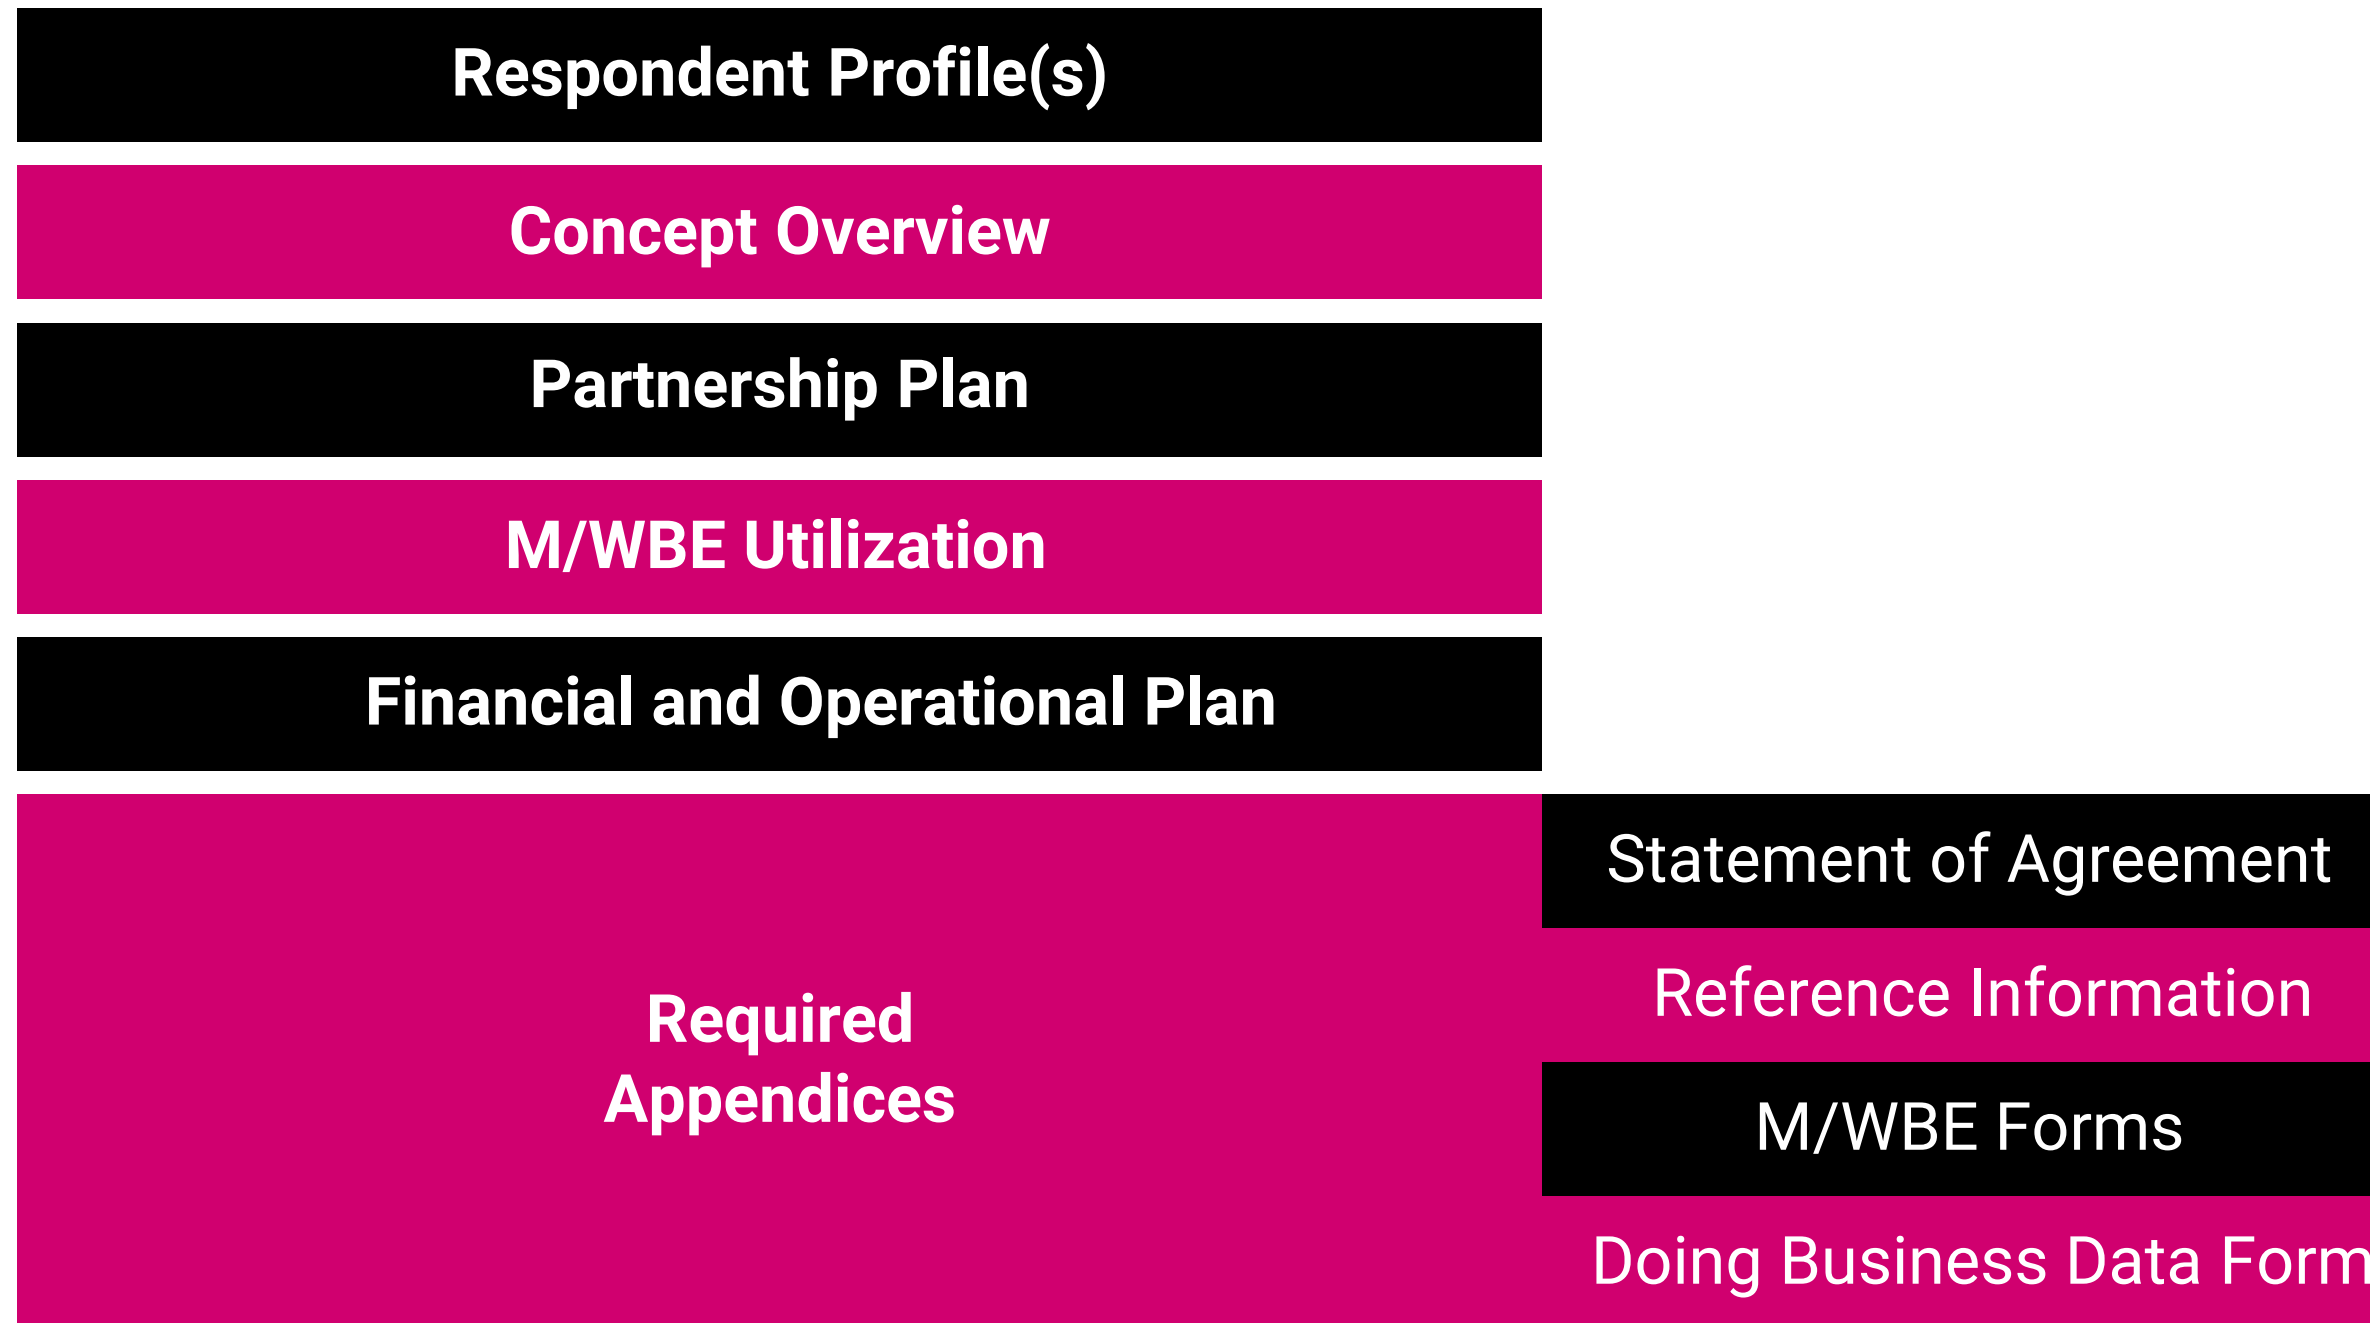 Respondent Profile(s)
Concept Overview
Partnership Plan
M/WBE Utilization
Financial and Operational Plan
Required
Appendices
Statement of Agreement
Reference Information
M/WBE Forms
Doing Business Data Form